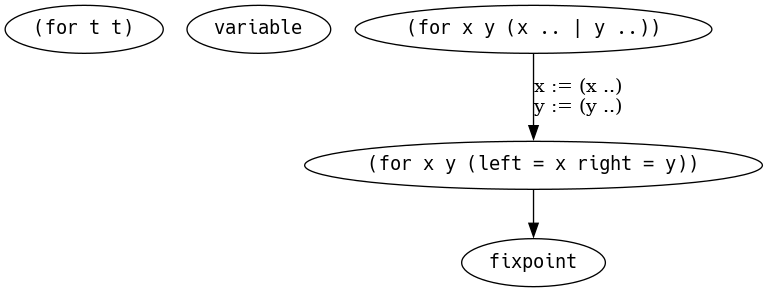 (for t t)
variable
(for x y (x .. | y ..))
x := (x ..)
y := (y ..)
(for x y (left = x right = y))
fixpoint